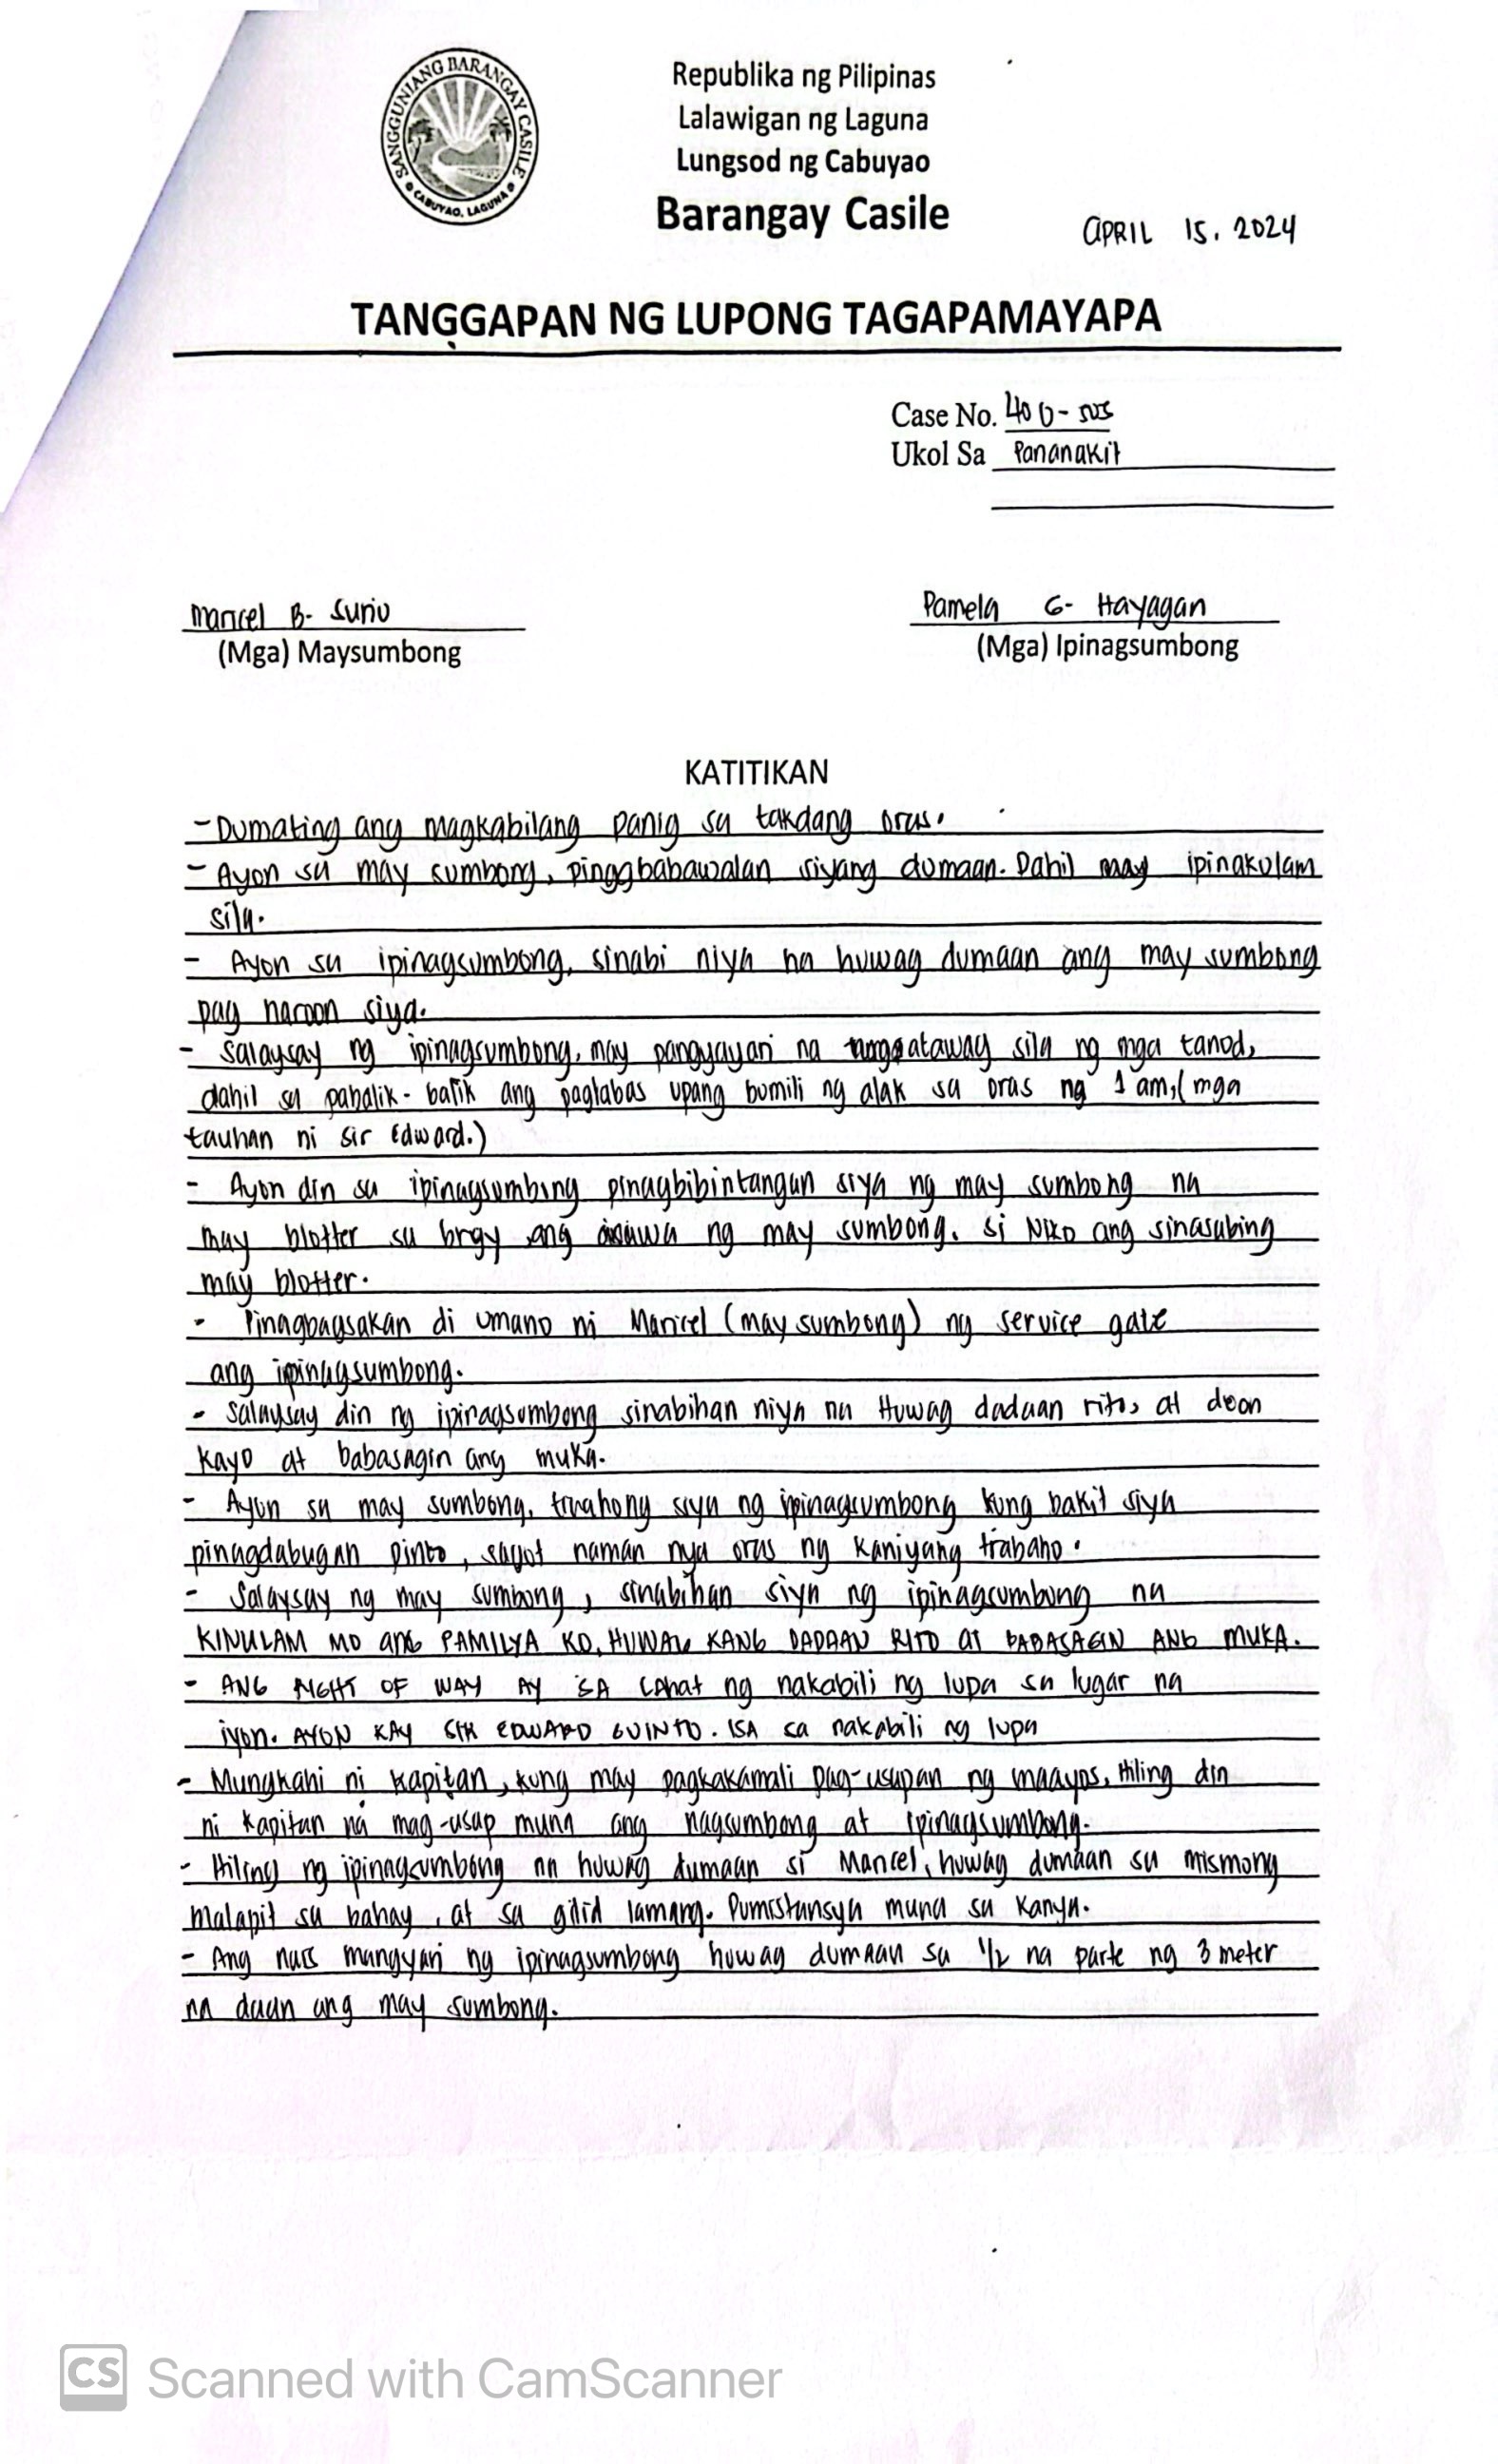 SANGGUNIANG BARANGAY CASILE
CABUYAO, LAGUNA
Republika ng Pilipinas
Lalawigan ng Laguna
Lungsod ng Cabuyao
Barangay Casile
APRIL 15, 2024
TANGGAPAN NG LUPONG TAGAPAMAYAPA
Case No.
Ukol Sa Pananakit
Maricel B.
(Mga) Maysumbong
Pamela G. Hayagan
(Mga) Ipinagsumbong
KATITIKAN
- Dumating ang magkabilang panig sa takdang oras.
- Ayon sa may sumbong, pinggbabawalan siyang dumaan. Dahil may ipinakulam
sila.
- Ayon sa ipinagsumbong, sinabi niya na huwag dumaan ang may sumbong
pag naroon siya.
- Salaysay ng ipinagsumbong, may pangyayari na sila ng mga tanod,
dahil sa pabalik-balik ang paglabas upang bumili ng alak sa oras ng 1 am, (mga
tauhan ni sir Edward.)
- Ayon din sa ipinagsumbong pinagbibintangan siya ng may sumbong na
may blotter sa brgy ang asawa ng may sumbong. Si Niko ang sinasabing
may blotter.
- Pinagbagsakan di umano ni Maricel (may sumbong) ng service gate
ang ipinagsumbong.
- Salaysay din ng ipinagsumbong sinabihan niya na Huwag dadaan rito, at doon
kayo at babasagin ang muka.
- Ayon sa may sumbong, siya ng ipinagsumbong kung bakit siya
pinagdabugan pinto, sagot naman nya oras ng kaniyang trabaho.
- Salaysay ng may sumbong, sinabihan siya ng ipinagsumbong na
KINULAM MO ANG PAMILYA KO, HUWAG KANG DADAAN RITO AT BABASAGIN ANG MUKA.
- ANG RIGHT OF WAY AY SA LAhat ng nakabili ng lupa sa lugar na
iyon. AYON KAY SIR EDWARD GUINTO. ISA sa nakabili ng lupa
- Mungkahi ni Kapitan, kung may pagkakamali pag-usapan ng maayos. Hiling din
ni Kapitan na mag-usap muna ang nagsumbong at ipinagsumbong.
- Hiling ng ipinagsumbong na huwag dumaan si Maricel, huwag dumaan sa mismong
malapit sa bahay, at sa gilid lamang. Dumistansya muna sa kanya.
- Ang nais mangyari ng ipinagsumbong huwag dumaan sa 1/2 na parte ng 3 meter
na daan ang may sumbong.
CS Scanned with CamScanner